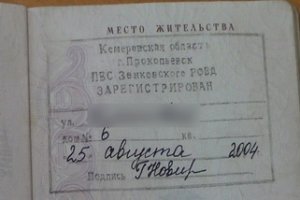 МЕСТО ЖИТЕЛЬСТВА
Кемеровская область
г. Прокопьевск
ПВС Зенковского РОВД
ЗАРЕГИСТРИРОВАН
ул.
дом № 6 кв.
25 августа 2004
Подпись